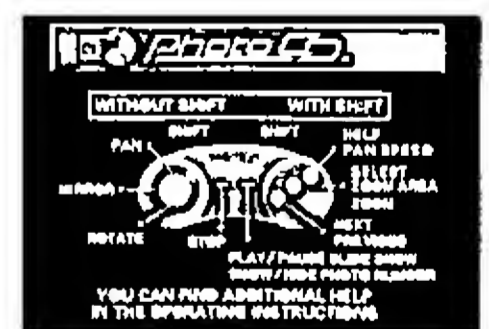 Photo CD
WITHOUT SHIFT WITH SHIFT
SHIFT SHIFT
HELP
PAN PAN SPEED
SELECT
ZOOM AREA
MIRROR ZOOM
NEXT
ROTATE STOP PREVIOUS
PLAY/PAUSE SLIDE SHOW
SHOW/HIDE PHOTO NUMBER
YOU CAN FIND ADDITIONAL HELP
IN THE OPERATING INSTRUCTIONS